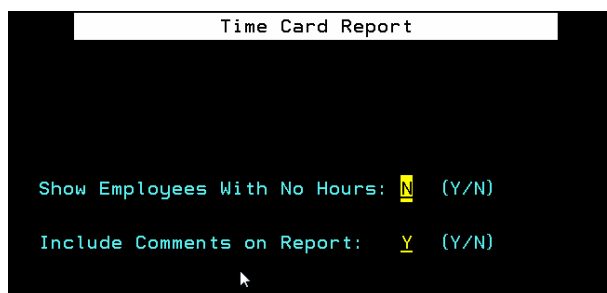 Time Card Report
Show Employees With No Hours: N (Y/N)
Include Comments on Report: Y (Y/N)